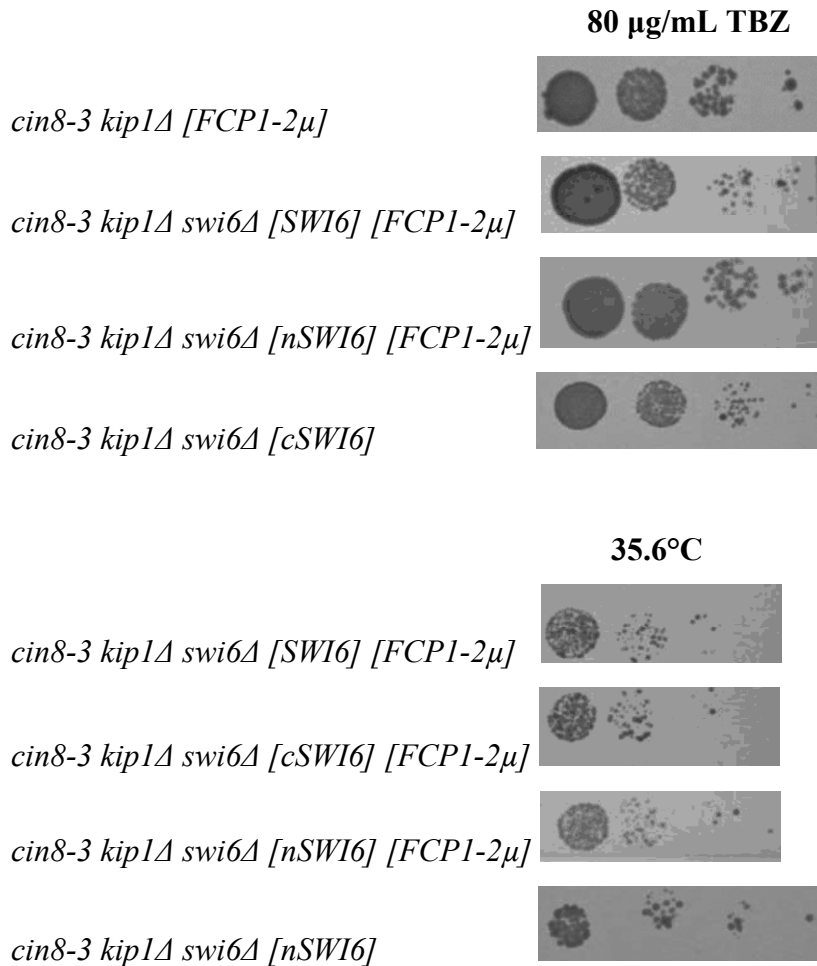 80 µg/mL TBZ
cin8-3 kip1Δ [FCP1-2µ]
cin8-3 kip1Δ swi6Δ [SWI6] [FCP1-2µ]
cin8-3 kip1Δ swi6Δ [nSWI6] [FCP1-2µ]
cin8-3 kip1Δ swi6Δ [cSWI6]
35.6°C
cin8-3 kip1Δ swi6Δ [SWI6] [FCP1-2µ]
cin8-3 kip1Δ swi6Δ [cSWI6] [FCP1-2µ]
cin8-3 kip1Δ swi6Δ [nSWI6] [FCP1-2µ]
cin8-3 kip1Δ swi6Δ [nSWI6]